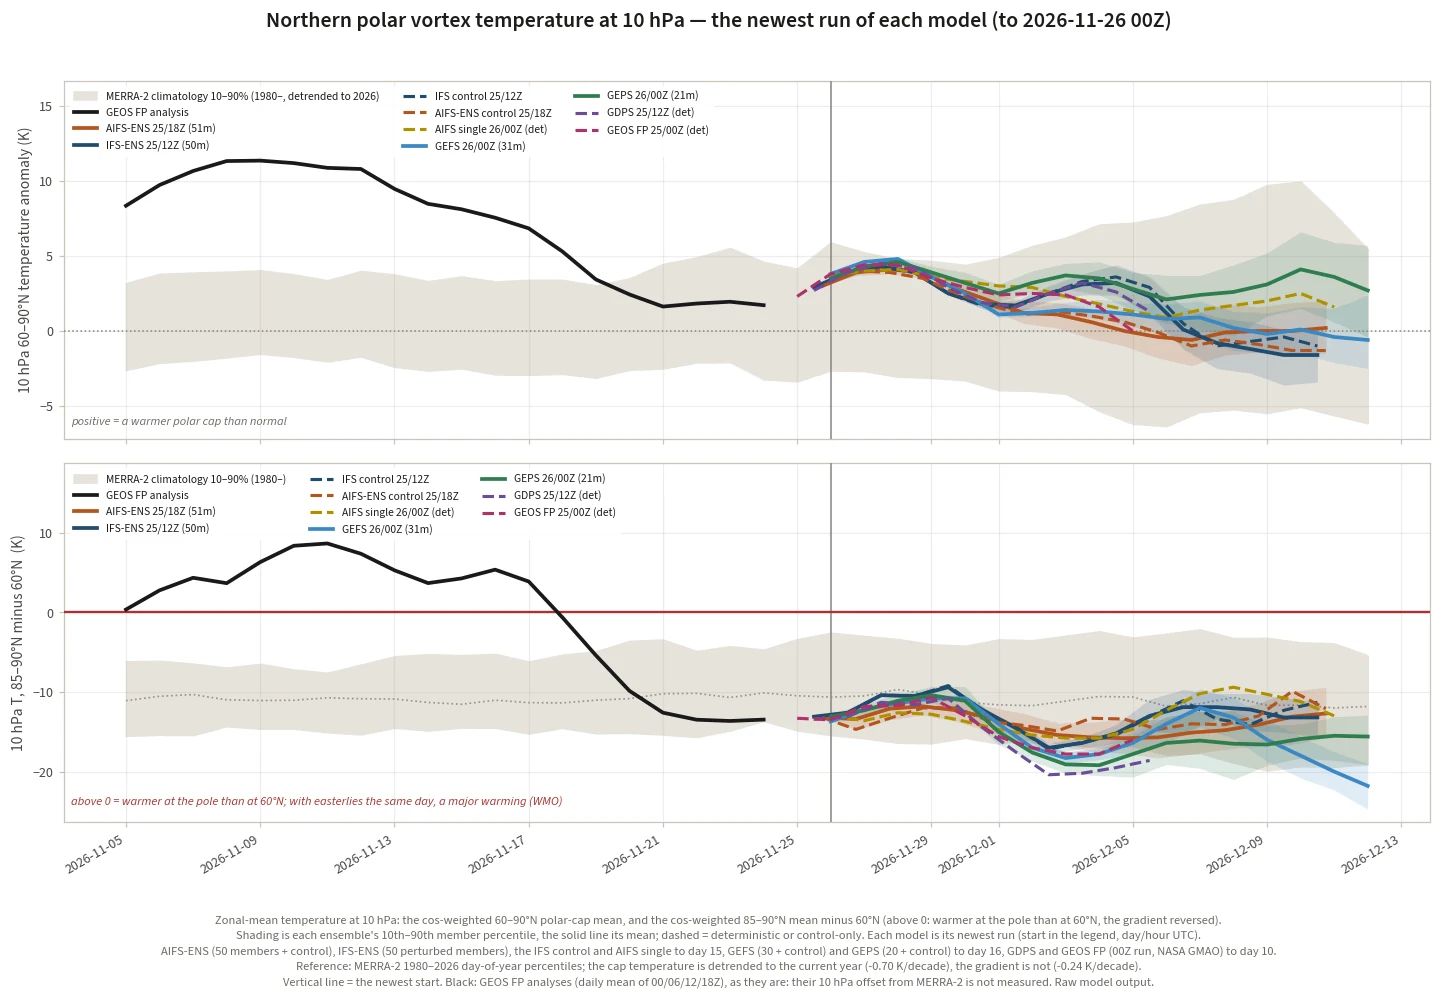 Northern polar vortex temperature at 10 hPa — the newest run of each model (to 2026-11-26 00Z)
10 hPa 60–90°N temperature anomaly (K)
15
10
5
0
−5
MERRA-2 climatology 10–90% (1980–, detrended to 2026)
GEOS FP analysis
AIFS-ENS 25/18Z (51m)
IFS-ENS 25/12Z (50m)
IFS control 25/12Z
AIFS-ENS control 25/18Z
AIFS single 26/00Z (det)
GEFS 26/00Z (31m)
GEPS 26/00Z (21m)
GDPS 25/12Z (det)
GEOS FP 25/00Z (det)
positive = a warmer polar cap than normal
10 hPa T, 85–90°N minus 60°N (K)
10
0
−10
−20
MERRA-2 climatology 10–90% (1980–)
GEOS FP analysis
AIFS-ENS 25/18Z (51m)
IFS-ENS 25/12Z (50m)
IFS control 25/12Z
AIFS-ENS control 25/18Z
AIFS single 26/00Z (det)
GEFS 26/00Z (31m)
GEPS 26/00Z (21m)
GDPS 25/12Z (det)
GEOS FP 25/00Z (det)
above 0 = warmer at the pole than at 60°N; with easterlies the same day, a major warming (WMO)
2026-11-05
2026-11-09
2026-11-13
2026-11-17
2026-11-21
2026-11-25
2026-11-29
2026-12-01
2026-12-05
2026-12-09
2026-12-13
Zonal-mean temperature at 10 hPa: the cos-weighted 60–90°N polar-cap mean, and the cos-weighted 85–90°N mean minus 60°N (above 0: warmer at the pole than at 60°N, the gradient reversed).
Shading is each ensemble's 10th–90th member percentile, the solid line its mean; dashed = deterministic or control-only. Each model is its newest run (start in the legend, day/hour UTC).
AIFS-ENS (50 members + control), IFS-ENS (50 perturbed members), the IFS control and AIFS single to day 15, GEFS (30 + control) and GEPS (20 + control) to day 16, GDPS and GEOS FP (00Z run, NASA GMAO) to day 10.
Reference: MERRA-2 1980–2026 day-of-year percentiles; the cap temperature is detrended to the current year (-0.70 K/decade), the gradient is not (-0.24 K/decade).
Vertical line = the newest start. Black: GEOS FP analyses (daily mean of 00/06/12/18Z), as they are: their 10 hPa offset from MERRA-2 is not measured. Raw model output.